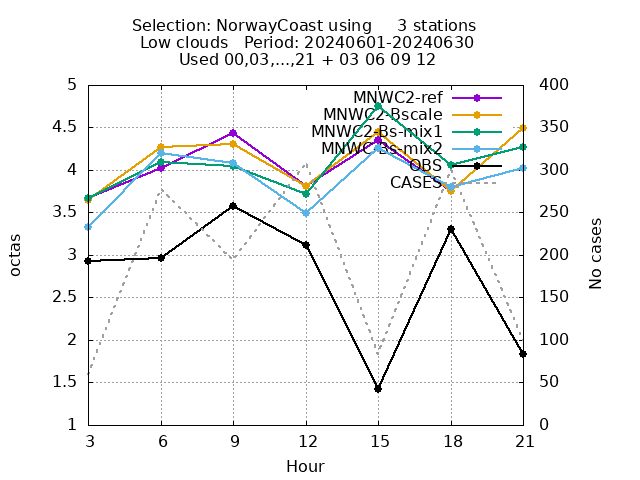 Selection: NorwayCoast using     3 stations
Low clouds   Period: 20240601-20240630
Used 00,03,...,21 + 03 06 09 12
5
4.5
4
3.5
3
2.5
2
1.5
1
octas
400
350
300
250
200
150
100
50
0
No cases
MNWC2-ref
MNWC2-Bscale
MNWC2-Bs-mix1
MNWC2-Bs-mix2
OBS
CASES
3 6 9 12 15 18 21
Hour